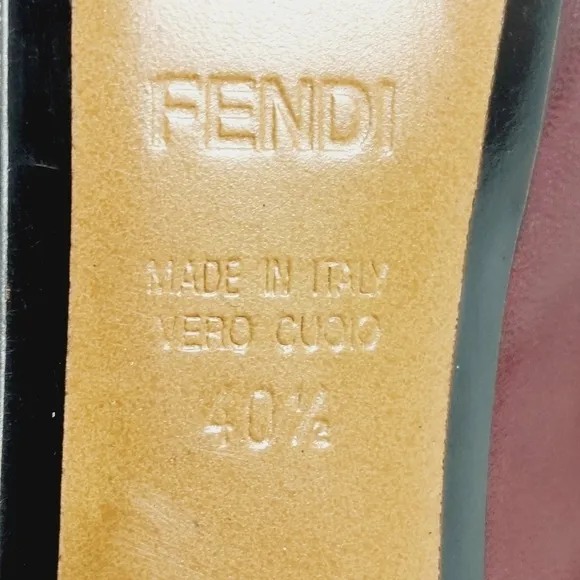 FENDI
MADE IN ITALY
VERO CUOIO
40½